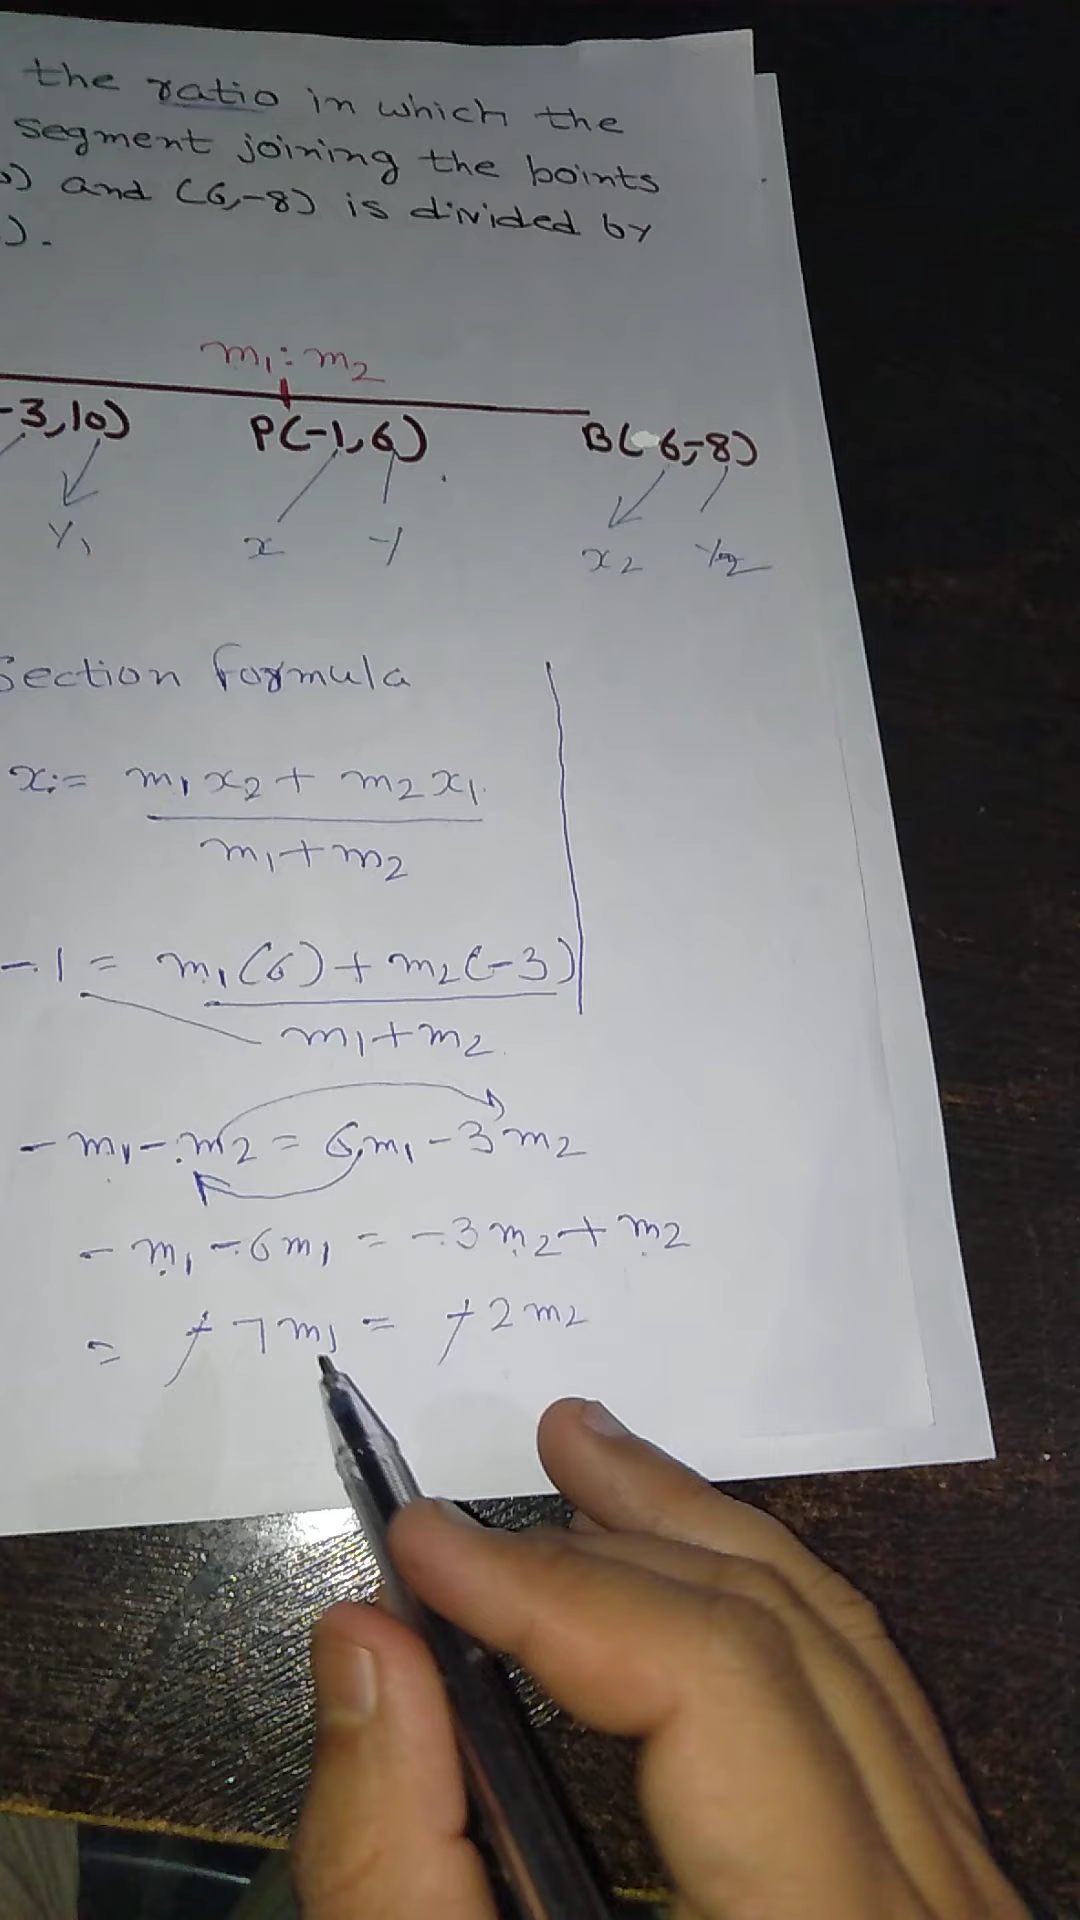 the ratio in which the
segment joining the points
) and (6,-8) is divided by
).
m₁:m₂
-3,10) P(-1,6) B(-6,-8)
y₁ x y x₂ y₂
Section formula
x = m₁x₂ + m₂x₁
m₁+m₂
-1 = m₁(6)+m₂(-3)
m₁+m₂
-m₁-m₂ = 6m₁-3m₂
-m₁-6m₁ = -3m₂+m₂
= -7m₁ = -2m₂